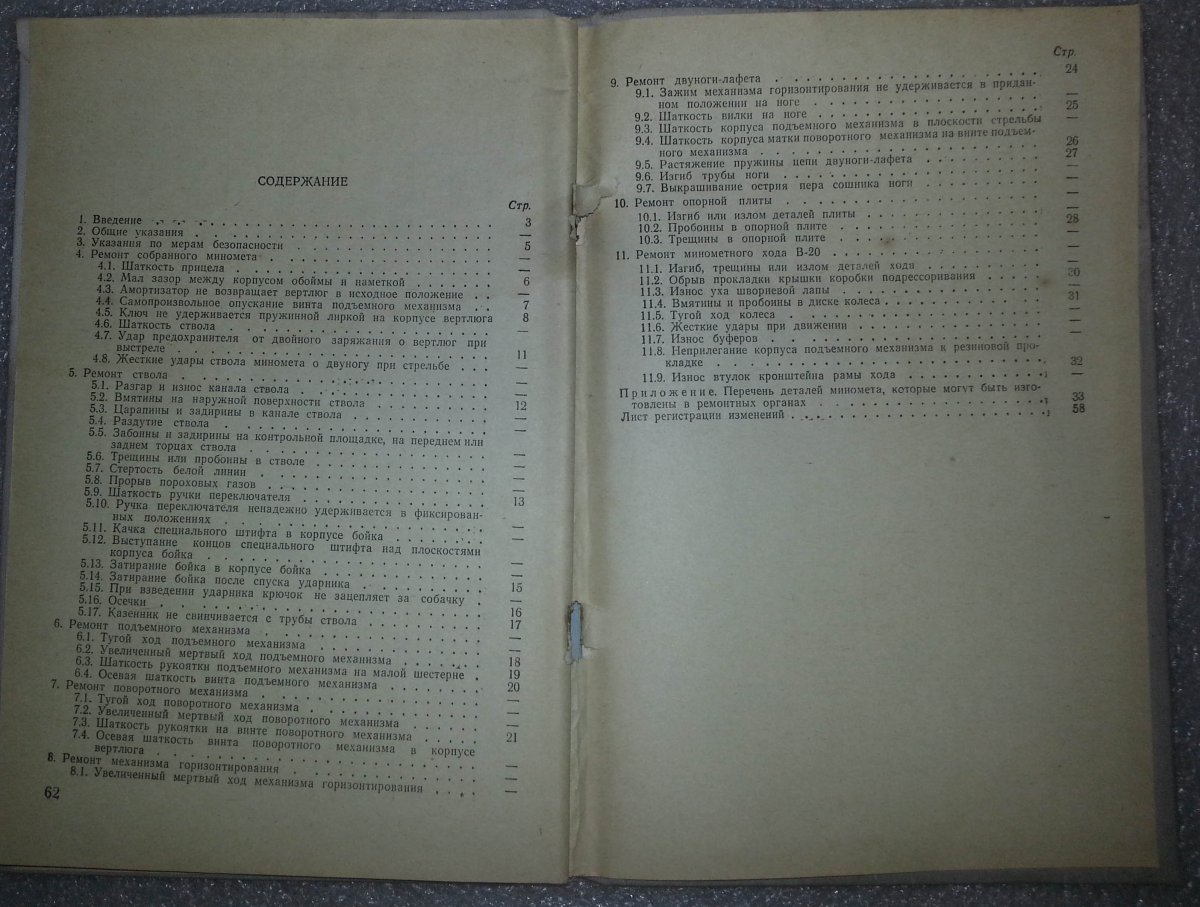 СОДЕРЖАНИЕ
Стр.
1. Введение 3
2. Общие указания —
3. Указания по мерам безопасности 5
4. Ремонт собранного миномета —
4.1. Шаткость прицела —
4.2. Мал зазор между корпусом обоймы и наметкой 6
4.3. Амортизатор не возвращает вертлюг в исходное положение —
4.4. Самопроизвольное опускание винта подъемного механизма 7
4.5. Ключ не удерживается пружинной лиркой на корпусе вертлюга 8
4.6. Шаткость ствола —
4.7. Удар предохранителя от двойного заряжания о вертлюг при
выстреле 11
4.8. Жесткие удары ствола миномета о двуногу при стрельбе —
5. Ремонт ствола —
5.1. Разгар и износ канала ствола —
5.2. Вмятины на наружной поверхности ствола 12
5.3. Царапины и задирины в канале ствола —
5.4. Раздутие ствола —
5.5. Забоины и задирины на контрольной площадке, на переднем или
заднем торцах ствола —
5.6. Трещины или пробоины в стволе —
5.7. Стертость белой линии —
5.8. Прорыв пороховых газов —
5.9. Шаткость ручки переключателя 13
5.10. Ручка переключателя ненадежно удерживается в фиксирован-
ных положениях —
5.11. Качка специального штифта в корпусе бойка —
5.12. Выступание концов специального штифта над плоскостями
корпуса бойка —
5.13. Затирание бойка в корпусе бойка —
5.14. Затирание бойка после спуска ударника 15
5.15. При взведении ударника крючок не зацепляет за собачку —
5.16. Осечки 16
5.17. Казенник не свинчивается с трубы ствола 17
6. Ремонт подъемного механизма —
6.1. Тугой ход подъемного механизма —
6.2. Увеличенный мертвый ход подъемного механизма 18
6.3. Шаткость рукоятки подъемного механизма на малой шестерне 19
6.4. Осевая шаткость винта подъемного механизма 20
7. Ремонт поворотного механизма —
7.1. Тугой ход поворотного механизма —
7.2. Увеличенный мертвый ход поворотного механизма —
7.3. Шаткость рукоятки на винте поворотного механизма 21
7.4. Осевая шаткость винта поворотного механизма в корпусе
вертлюга —
8. Ремонт механизма горизонтирования —
8.1. Увеличенный мертвый ход механизма горизонтирования —
62
Стр.
9. Ремонт двуноги-лафета 24
9.1. Зажим механизма горизонтирования не удерживается в придан-
ном положении на ноге —
9.2. Шаткость вилки на ноге 25
9.3. Шаткость корпуса подъемного механизма в плоскости стрельбы —
9.4. Шаткость корпуса матки поворотного механизма на винте подъем-
ного механизма 26
9.5. Растяжение пружины цепи двуноги-лафета 27
9.6. Изгиб трубы ноги —
9.7. Выкрашивание острия пера сошника ноги —
10. Ремонт опорной плиты —
10.1. Изгиб или излом деталей плиты 28
10.2. Пробоины в опорной плите —
10.3. Трещины в опорной плите —
11. Ремонт минометного хода В-20 —
11.1. Изгиб, трещины или излом деталей хода —
11.2. Обрыв прокладки крышки коробки подрессоривания 30
11.3. Износ уха шворневой лапы —
11.4. Вмятины и пробоины в диске колеса 31
11.5. Тугой ход колеса —
11.6. Жесткие удары при движении —
11.7. Износ буферов —
11.8. Неприлегание корпуса подъемного механизма к резиновой про-
кладке 32
11.9. Износ втулок кронштейна рамы хода —
Приложение. Перечень деталей миномета, которые могут быть изго-
товлены в ремонтных органах 33
Лист регистрации изменений 58